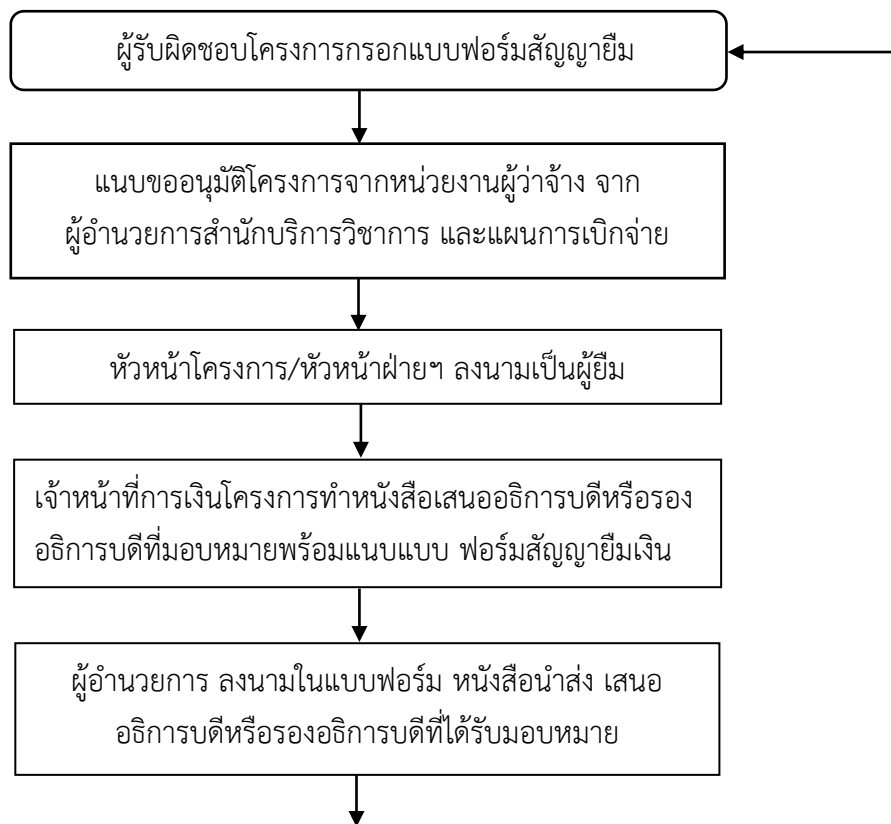 ผู้รับผิดชอบโครงการกรอกแบบฟอร์มสัญญายืม
แนบขออนุมัติโครงการจากหน่วยงานผู้ว่าจ้าง จาก
ผู้อำนวยการสำนักบริการวิชาการ และแผนการเบิกจ่าย
หัวหน้าโครงการ/หัวหน้าฝ่ายฯ ลงนามเป็นผู้ยืม
เจ้าหน้าที่การเงินโครงการทำหนังสือเสนออธิการบดีหรือรอง
อธิการบดีที่มอบหมายพร้อมแนบแบบ ฟอร์มสัญญายืมเงิน
ผู้อำนวยการ ลงนามในแบบฟอร์ม หนังสือนำส่ง เสนอ
อธิการบดีหรือรองอธิการบดีที่ได้รับมอบหมาย